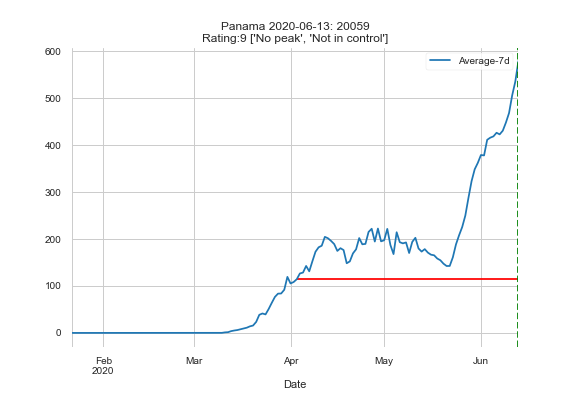 Panama 2020-06-13: 20059
Rating:9 ['No peak', 'Not in control']
Average-7d
600
500
400
300
200
100
0
Feb
2020
Mar
Apr
May
Jun
Date